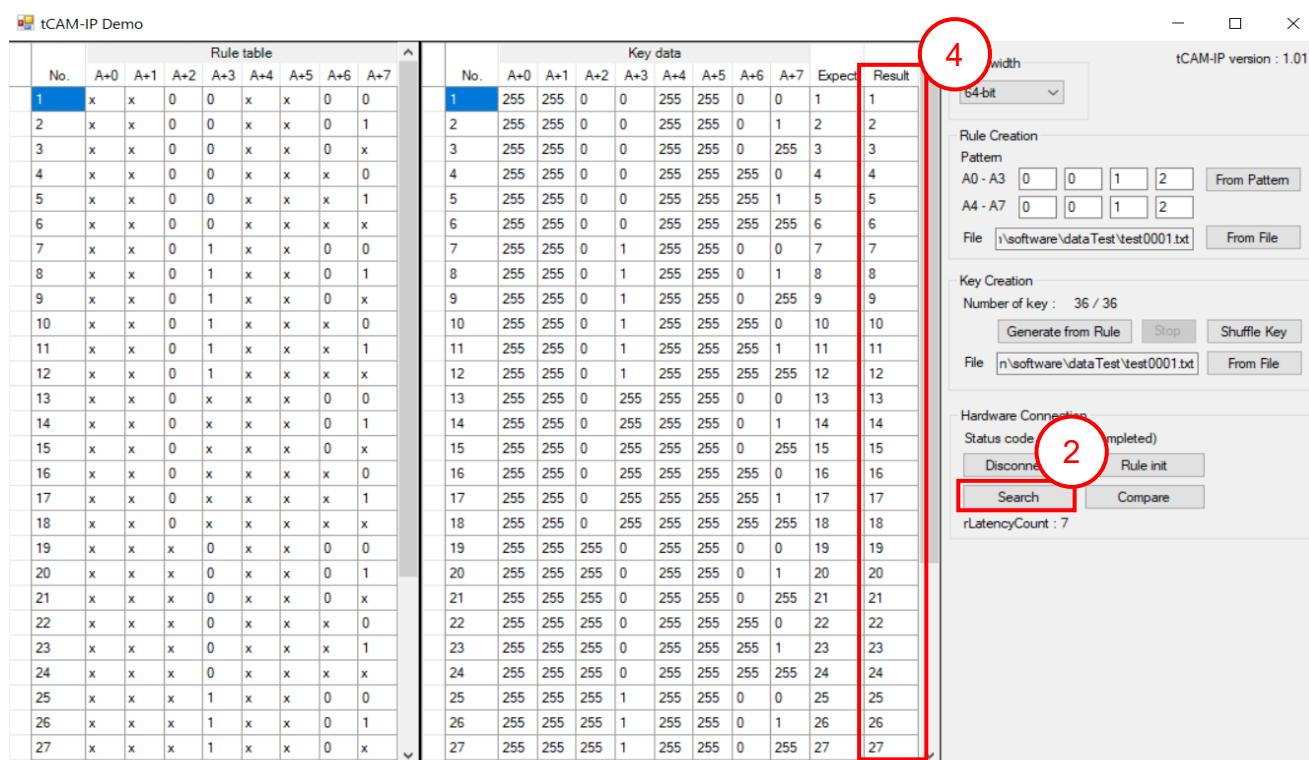 tCAM-IP Demo
Rule table
No. A+0 A+1 A+2 A+3 A+4 A+5 A+6 A+7
1 x x 0 0 x x 0 0
2 x x 0 0 x x 0 1
3 x x 0 0 x x 0 x
4 x x 0 0 x x x 0
5 x x 0 0 x x x 1
6 x x 0 0 x x x x
7 x x 0 1 x x 0 0
8 x x 0 1 x x 0 1
9 x x 0 1 x x 0 x
10 x x 0 1 x x x 0
11 x x 0 1 x x x 1
12 x x 0 1 x x x x
13 x x 0 x x x 0 0
14 x x 0 x x x 0 1
15 x x 0 x x x 0 x
16 x x 0 x x x x 0
17 x x 0 x x x x 1
18 x x 0 x x x x x
19 x x x 0 x x 0 0
20 x x x 0 x x 0 1
21 x x x 0 x x 0 x
22 x x x 0 x x x 0
23 x x x 0 x x x 1
24 x x x 0 x x x x
25 x x x 1 x x 0 0
26 x x x 1 x x 0 1
27 x x x 1 x x 0 x
Key data
No. A+0 A+1 A+2 A+3 A+4 A+5 A+6 A+7 Expect Result
1 255 255 0 0 255 255 0 0 1 1
2 255 255 0 0 255 255 0 1 2 2
3 255 255 0 0 255 255 0 255 3 3
4 255 255 0 0 255 255 255 0 4 4
5 255 255 0 0 255 255 255 1 5 5
6 255 255 0 0 255 255 255 255 6 6
7 255 255 0 1 255 255 0 0 7 7
8 255 255 0 1 255 255 0 1 8 8
9 255 255 0 1 255 255 0 255 9 9
10 255 255 0 1 255 255 255 0 10 10
11 255 255 0 1 255 255 255 1 11 11
12 255 255 0 1 255 255 255 255 12 12
13 255 255 0 255 255 255 0 0 13 13
14 255 255 0 255 255 255 0 1 14 14
15 255 255 0 255 255 255 0 255 15 15
16 255 255 0 255 255 255 255 0 16 16
17 255 255 0 255 255 255 255 1 17 17
18 255 255 0 255 255 255 255 255 18 18
19 255 255 255 0 255 255 0 0 19 19
20 255 255 255 0 255 255 0 1 20 20
21 255 255 255 0 255 255 0 255 21 21
22 255 255 255 0 255 255 255 0 22 22
23 255 255 255 0 255 255 255 1 23 23
24 255 255 255 0 255 255 255 255 24 24
25 255 255 255 1 255 255 0 0 25 25
26 255 255 255 1 255 255 0 1 26 26
27 255 255 255 1 255 255 0 255 27 27
4
width
tCAM-IP version : 1.01
64-bit
Rule Creation
Pattern
A0 - A3 0 0 1 2 From Pattern
A4 - A7 0 0 1 2
File \software\dataTest\test0001.txt From File
Key Creation
Number of key : 36 / 36
Generate from Rule Stop Shuffle Key
File n\software\dataTest\test0001.txt From File
Hardware Connection
Status code mpleted)
2
Disconne Rule init
Search Compare
rLatencyCount : 7